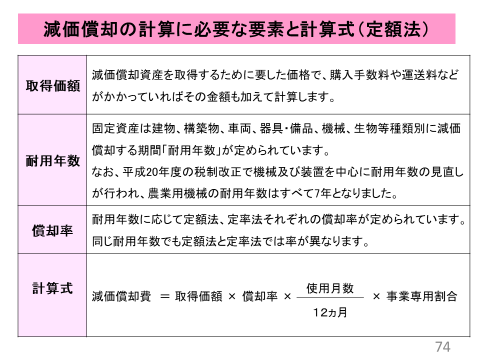 減価償却の計算に必要な要素と計算式（定額法）
取得価額
減価償却資産を取得するために要した価格で、購入手数料や運送料など
がかかっていればその金額も加えて計算します。
耐用年数
固定資産は建物、構築物、車両、器具・備品、機械、生物等種類別に減価
償却する期間「耐用年数」が定められています。
なお、平成20年度の税制改正で機械及び装置を中心に耐用年数の見直し
が行われ、農業用機械の耐用年数はすべて7年となりました。
償却率
耐用年数に応じて定額法、定率法それぞれの償却率が定められています。
同じ耐用年数でも定額法と定率法では率が異なります。
計算式
減価償却費 ＝ 取得価額 × 償却率 × 使用月数 × 事業専用割合
１２ヵ月
74